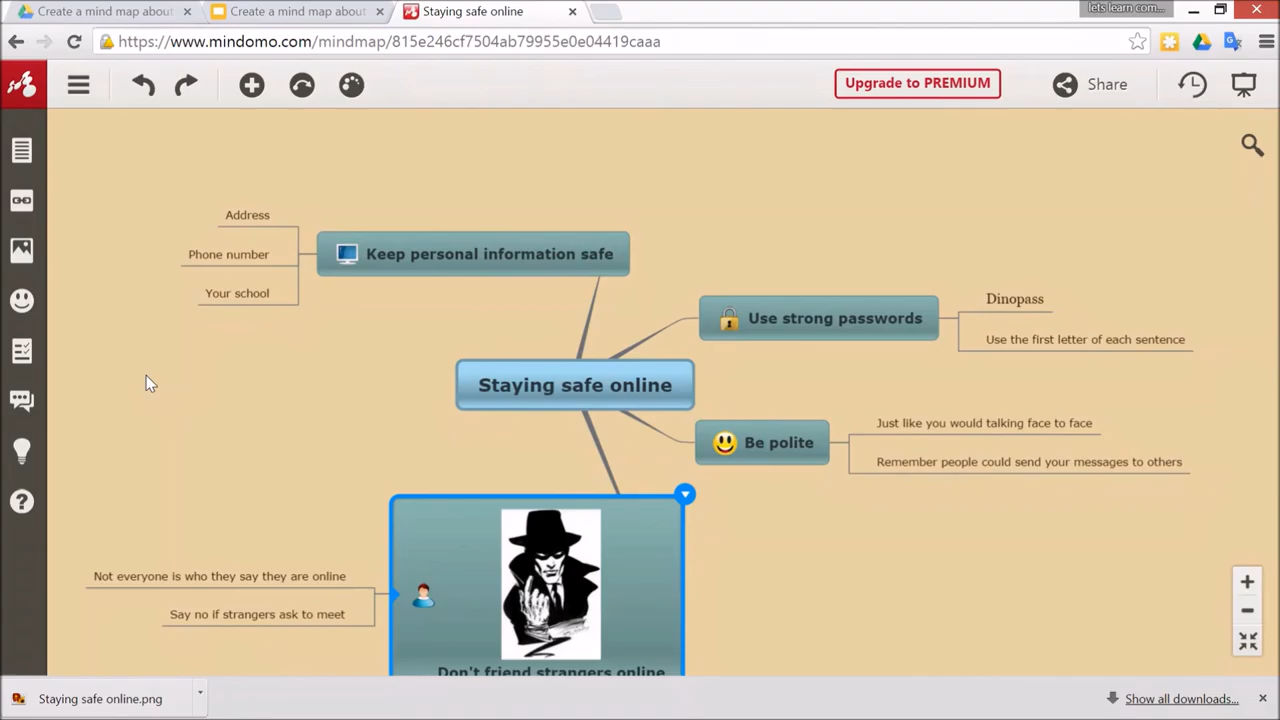 Create a mind map about
Create a mind map about
Staying safe online
lets learn com...
https://www.mindomo.com/mindmap/815e246cf7504ab79955e0e04419caaa
Upgrade to PREMIUM
Share
Address
Phone number
Your school
Keep personal information safe
Use strong passwords
Dinopass
Use the first letter of each sentence
Staying safe online
Be polite
Just like you would talking face to face
Remember people could send your messages to others
Not everyone is who they say they are online
Say no if strangers ask to meet
Don't friend strangers online
Staying safe online.png
Show all downloads...